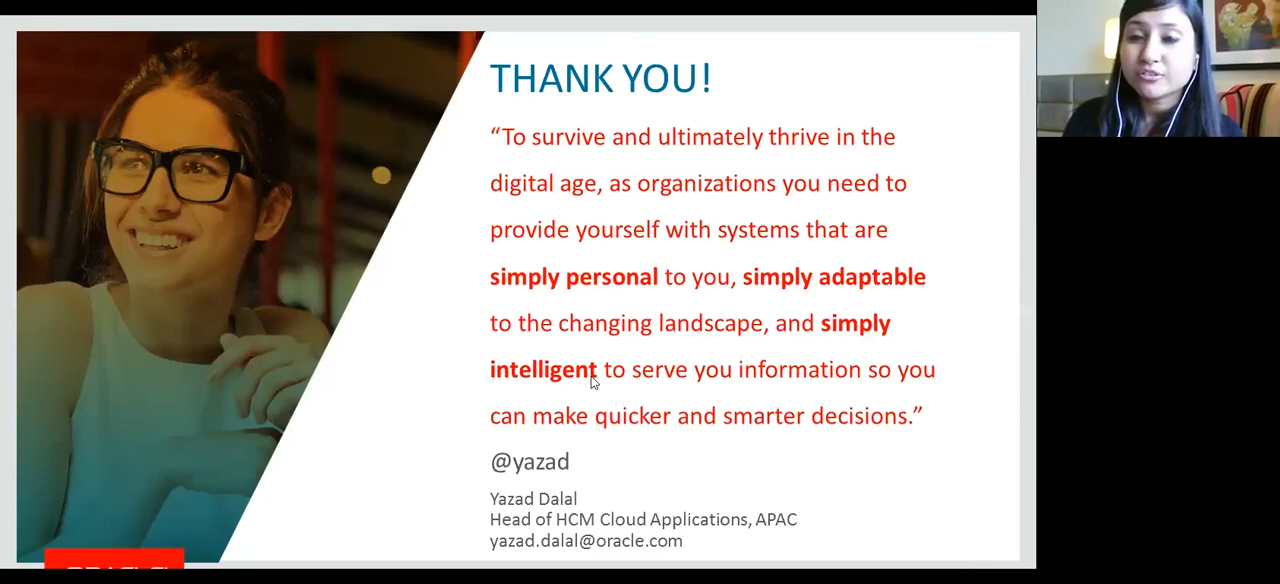 THANK YOU!
“To survive and ultimately thrive in the
digital age, as organizations you need to
provide yourself with systems that are
simply personal to you, simply adaptable
to the changing landscape, and simply
intelligent to serve you information so you
can make quicker and smarter decisions.”
@yazad
Yazad Dalal
Head of HCM Cloud Applications, APAC
yazad.dalal@oracle.com
ORACLE